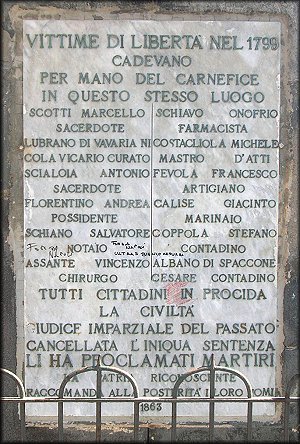 VITTIME DI LIBERTÀ NEL 1799
CADEVANO
PER MANO DEL CARNEFICE
IN QUESTO STESSO LUOGO
SCOTTI MARCELLO
SACERDOTE
LUBRANO DI VAVARIA NI
COLA VICARIO CURATO
SCIALOIA ANTONIO
SACERDOTE
FLORENTINO ANDREA
POSSIDENTE
SCHIANO SALVATORE
NOTAIO
ASSANTE VINCENZO
CHIRURGO
SCHIAVO ONOFRIO
FARMACISTA
COSTAGLIOLA MICHELE
MASTRO D'ATTI
FEVOLA FRANCESCO
ARTIGIANO
CALISE GIACINTO
MARINAIO
COPPOLA STEFANO
CONTADINO
ALBANO DI SPACCONE
CESARE CONTADINO
TUTTI CITTADINI IN PROCIDA
LA CIVILTÀ
GIUDICE IMPARZIALE DEL PASSATO
CANCELLATA L'INIQUA SENTENZA
LI HA PROCLAMATI MARTIRI
LA PATRIA RICONOSCENTE
RACCOMANDA ALLA POSTERITÀ I LORO NOMI
1863